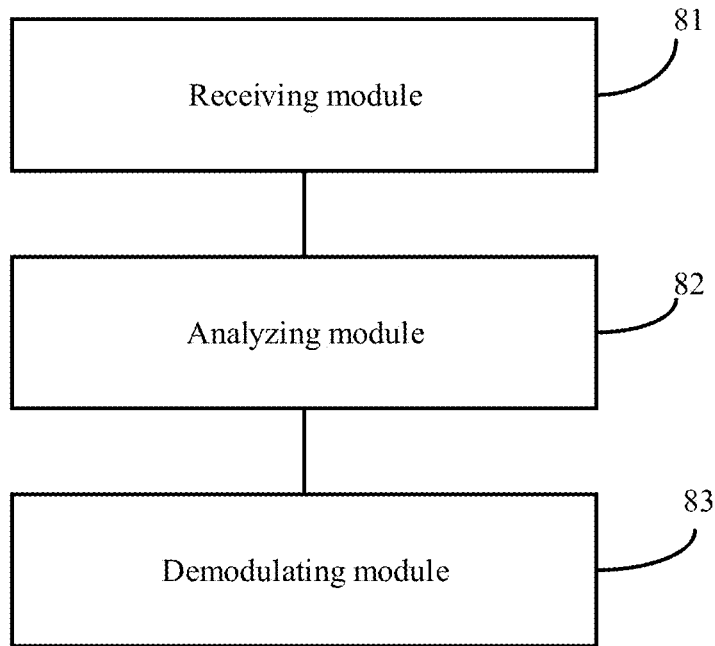 81
Receiving module
82
Analyzing module
83
Demodulating module